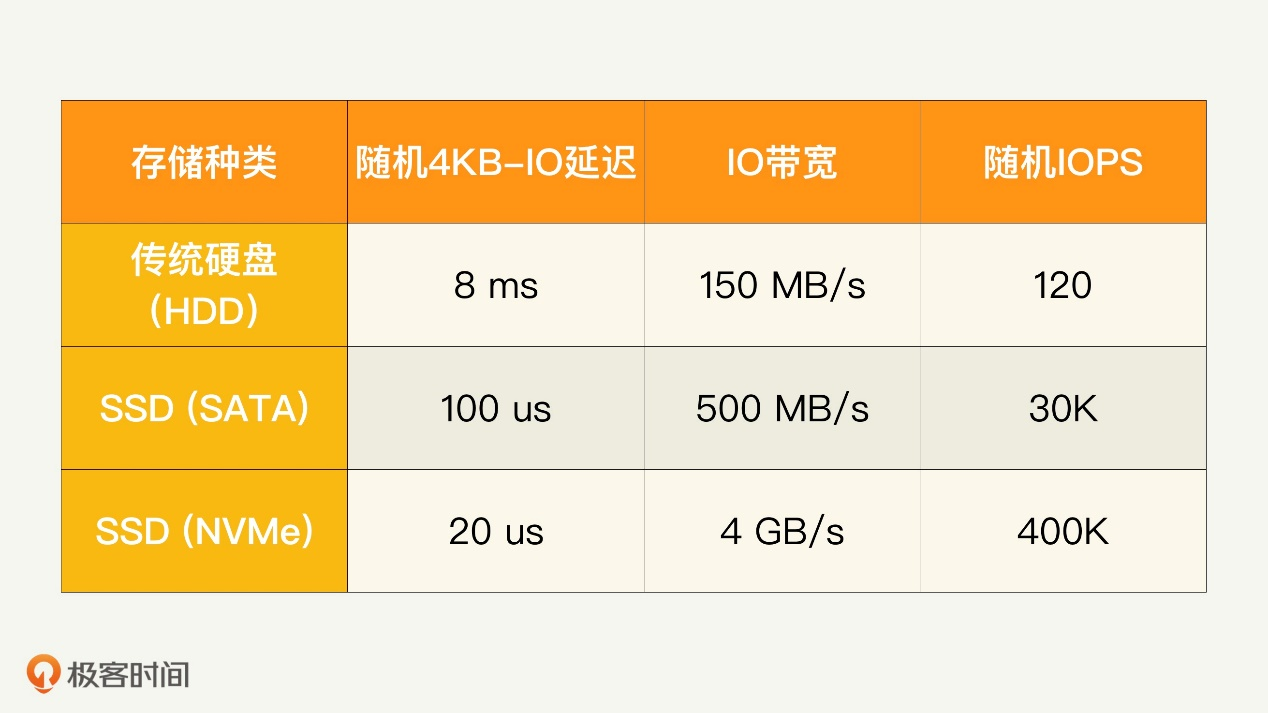 存储种类 随机4KB-IO延迟 IO带宽 随机IOPS
传统硬盘
(HDD) 8 ms 150 MB/s 120
SSD (SATA) 100 us 500 MB/s 30K
SSD (NVMe) 20 us 4 GB/s 400K
极客时间